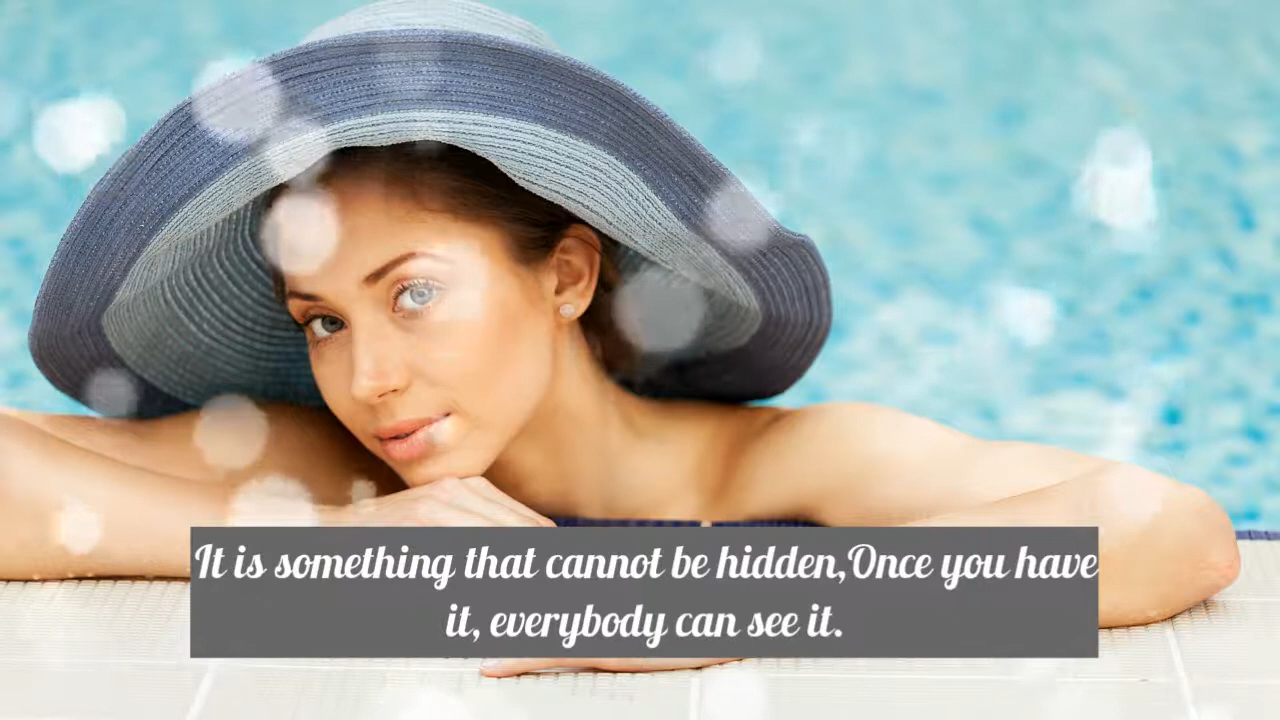 It is something that cannot be hidden,Once you have
it, everybody can see it.